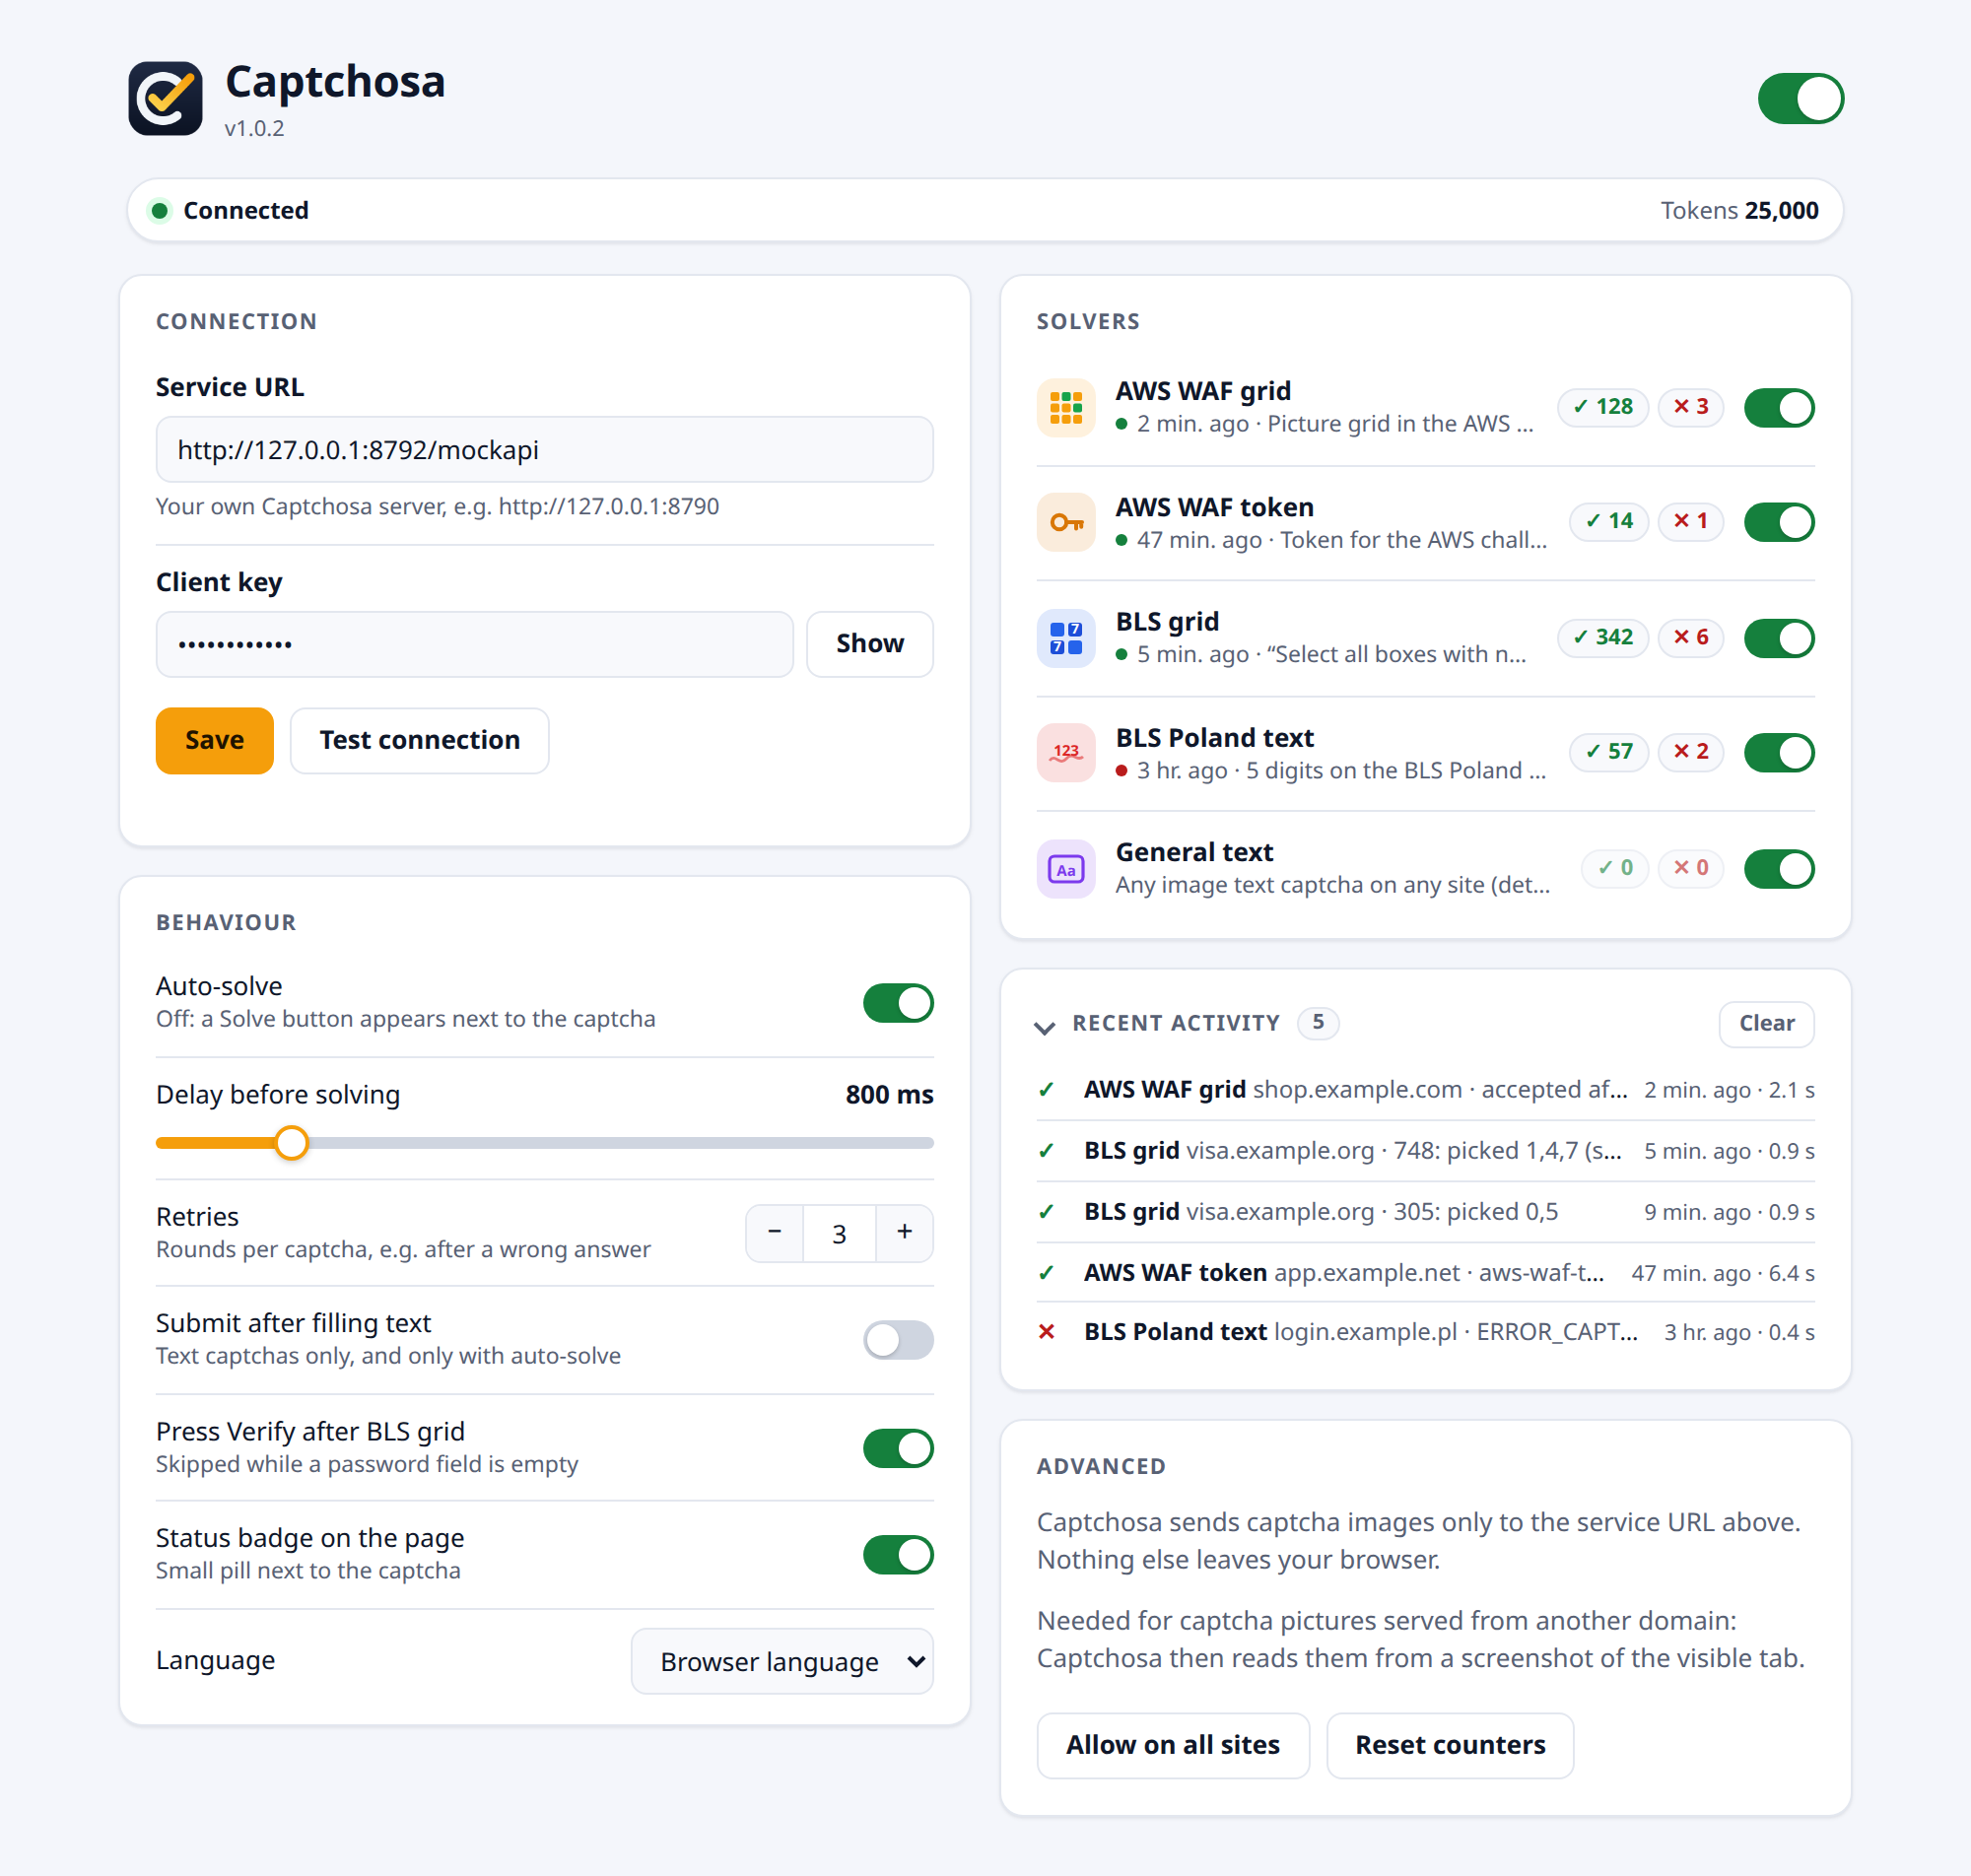 Captchosa
v1.0.2
Connected
Tokens 25,000
CONNECTION
Service URL
http://127.0.0.1:8792/mockapi
Your own Captchosa server, e.g. http://127.0.0.1:8790
Client key
••••••••••••
Show
Save
Test connection
BEHAVIOUR
Auto-solve
Off: a Solve button appears next to the captcha
Delay before solving
800 ms
Retries
Rounds per captcha, e.g. after a wrong answer
− 3 +
Submit after filling text
Text captchas only, and only with auto-solve
Press Verify after BLS grid
Skipped while a password field is empty
Status badge on the page
Small pill next to the captcha
Language
Browser language
SOLVERS
AWS WAF grid
2 min. ago · Picture grid in the AWS ...
✓ 128 ✕ 3
AWS WAF token
47 min. ago · Token for the AWS chall...
✓ 14 ✕ 1
7
7
BLS grid
5 min. ago · “Select all boxes with n...
✓ 342 ✕ 6
123
BLS Poland text
3 hr. ago · 5 digits on the BLS Poland ...
✓ 57 ✕ 2
Aa
General text
Any image text captcha on any site (det...
✓ 0 ✕ 0
RECENT ACTIVITY 5
Clear
✓ AWS WAF grid shop.example.com · accepted af... 2 min. ago · 2.1 s
✓ BLS grid visa.example.org · 748: picked 1,4,7 (s... 5 min. ago · 0.9 s
✓ BLS grid visa.example.org · 305: picked 0,5 9 min. ago · 0.9 s
✓ AWS WAF token app.example.net · aws-waf-t... 47 min. ago · 6.4 s
✕ BLS Poland text login.example.pl · ERROR_CAPT... 3 hr. ago · 0.4 s
ADVANCED
Captchosa sends captcha images only to the service URL above.
Nothing else leaves your browser.
Needed for captcha pictures served from another domain:
Captchosa then reads them from a screenshot of the visible tab.
Allow on all sites
Reset counters